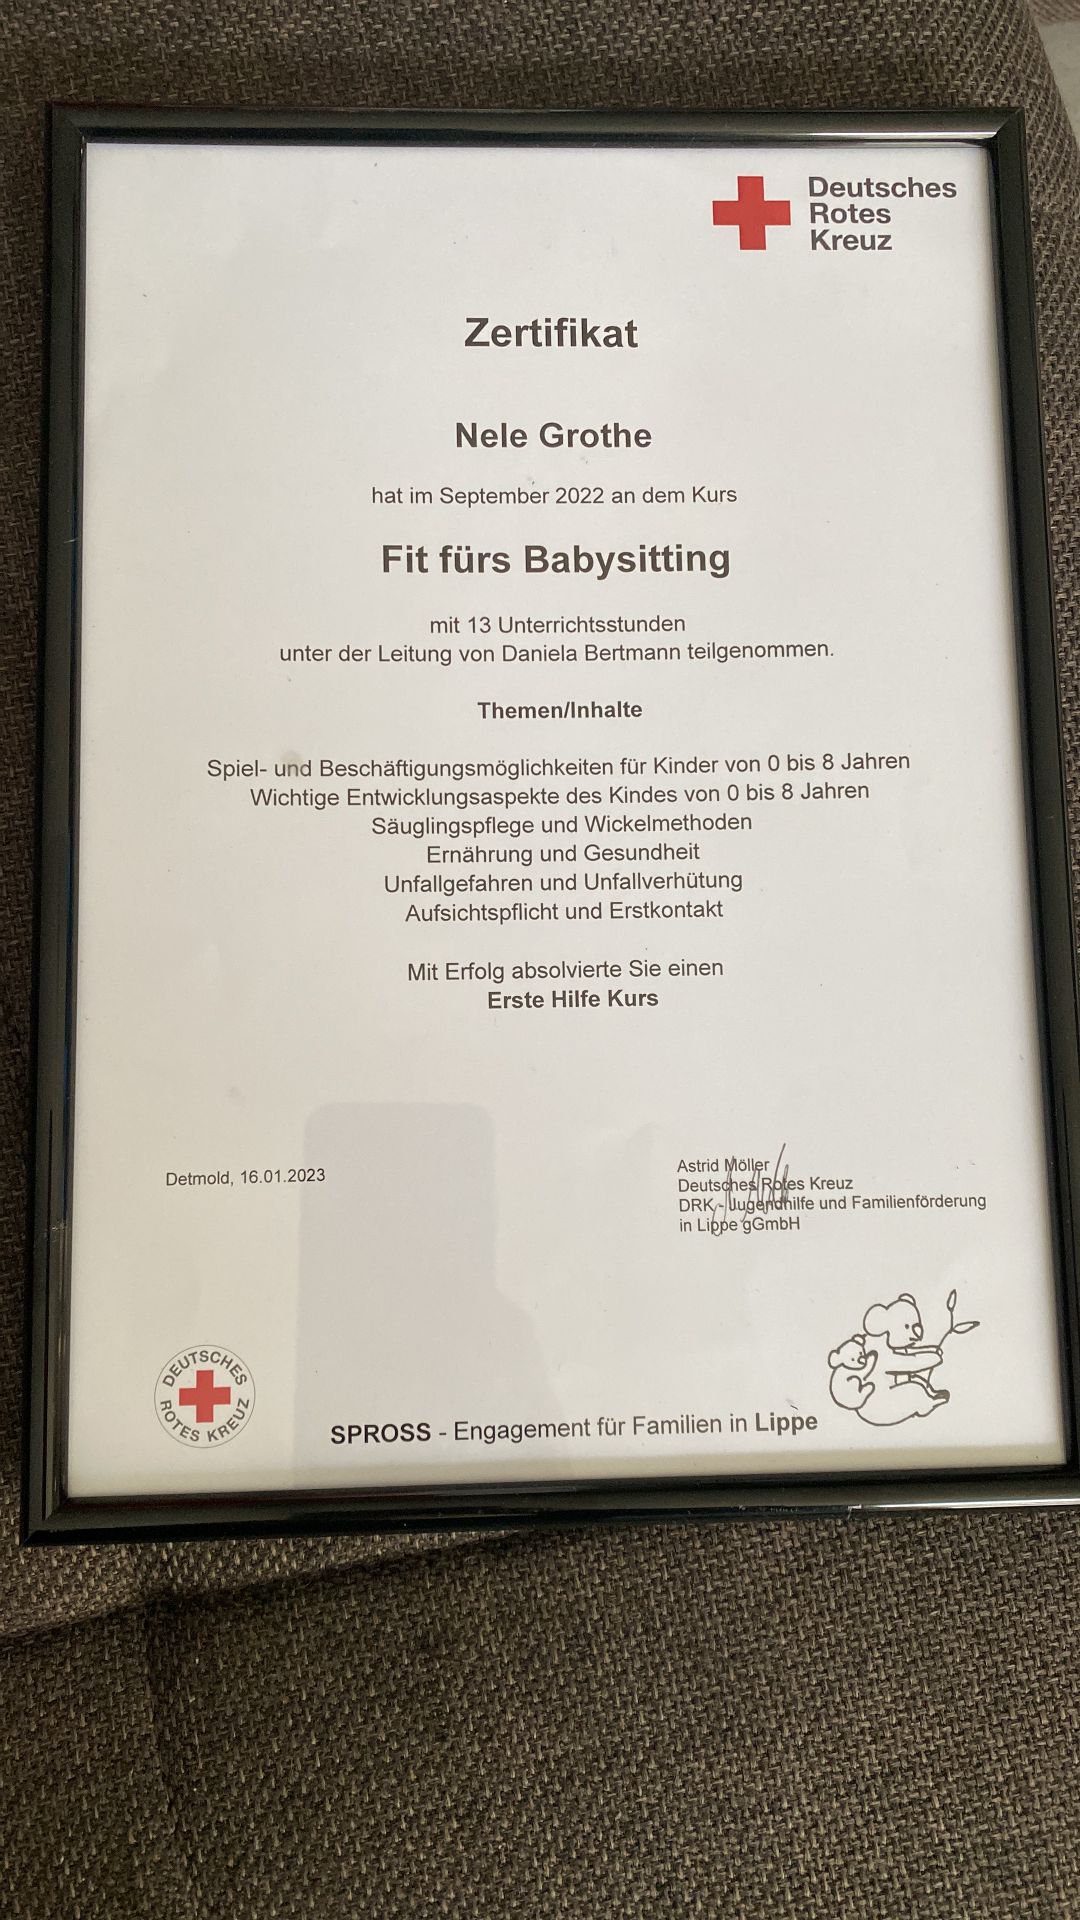 Deutsches
Rotes
Kreuz
Zertifikat
Nele Grothe
hat im September 2022 an dem Kurs
Fit fürs Babysitting
mit 13 Unterrichtsstunden
unter der Leitung von Daniela Bertmann teilgenommen.
Themen/Inhalte
Spiel- und Beschäftigungsmöglichkeiten für Kinder von 0 bis 8 Jahren
Wichtige Entwicklungsaspekte des Kindes von 0 bis 8 Jahren
Säuglingspflege und Wickelmethoden
Ernährung und Gesundheit
Unfallgefahren und Unfallverhütung
Aufsichtspflicht und Erstkontakt
Mit Erfolg absolvierte Sie einen
Erste Hilfe Kurs
Detmold, 16.01.2023
Astrid Möller
Deutsches Rotes Kreuz
DRK - Jugendhilfe und Familienförderung
in Lippe gGmbH
DEUTSCHES
ROTES KREUZ
SPROSS - Engagement für Familien in Lippe